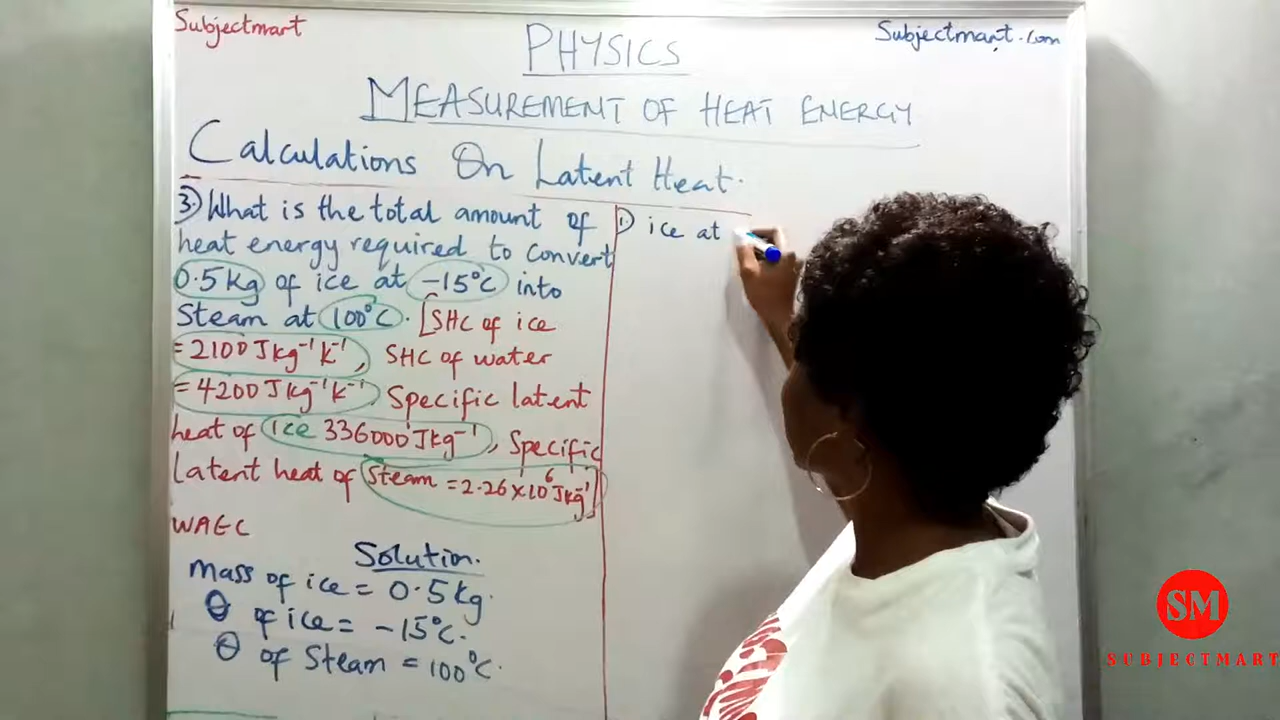 Subjectmart
Subjectmart.com
PHYSICS
MEASUREMENT OF HEAT ENERGY
Calculations On Latent Heat.
3) What is the total amount of
heat energy required to convert
0.5kg of ice at -15°C into
Steam at 100°C. [SHC of ice
= 2100 Jkg⁻¹k⁻¹, SHC of water
= 4200 Jkg⁻¹k⁻¹, Specific latent
heat of ice 336000 Jkg⁻¹, Specific
latent heat of Steam = 2.26 × 10⁶ Jkg⁻¹]
WAEC
Solution.
Mass of ice = 0.5kg.
θ of ice = -15°C.
θ of Steam = 100°C.
1) ice at
SM
SUBJECTMART